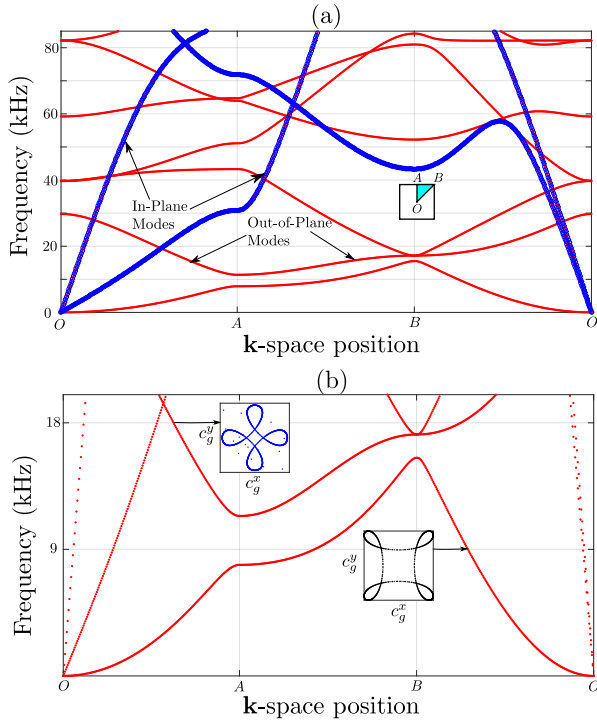 (a)
Frequency (kHz)
80
60
40
20
0
In-Plane
Modes
Out-of-Plane
Modes
A B
O
O A B O
k-space position
(b)
Frequency (kHz)
18
9
c_g^y
c_g^x
c_g^y
c_g^x
O A B O
k-space position